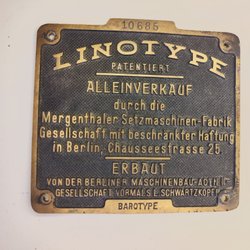 10685
LINOTYPE
PATENTIERT
ALLEINVERKAUF
durch die
Mergenthaler Setzmaschinen-Fabrik
Gesellschaft mit beschränkter Haftung
in Berlin, Chausseestrasse 25.
ERBAUT
VON DER BERLINER MASCHINENBAU-ACTIEN
GESELLSCHAFT VORMALS L. SCHWARTZKOPFF
BAROTYPE